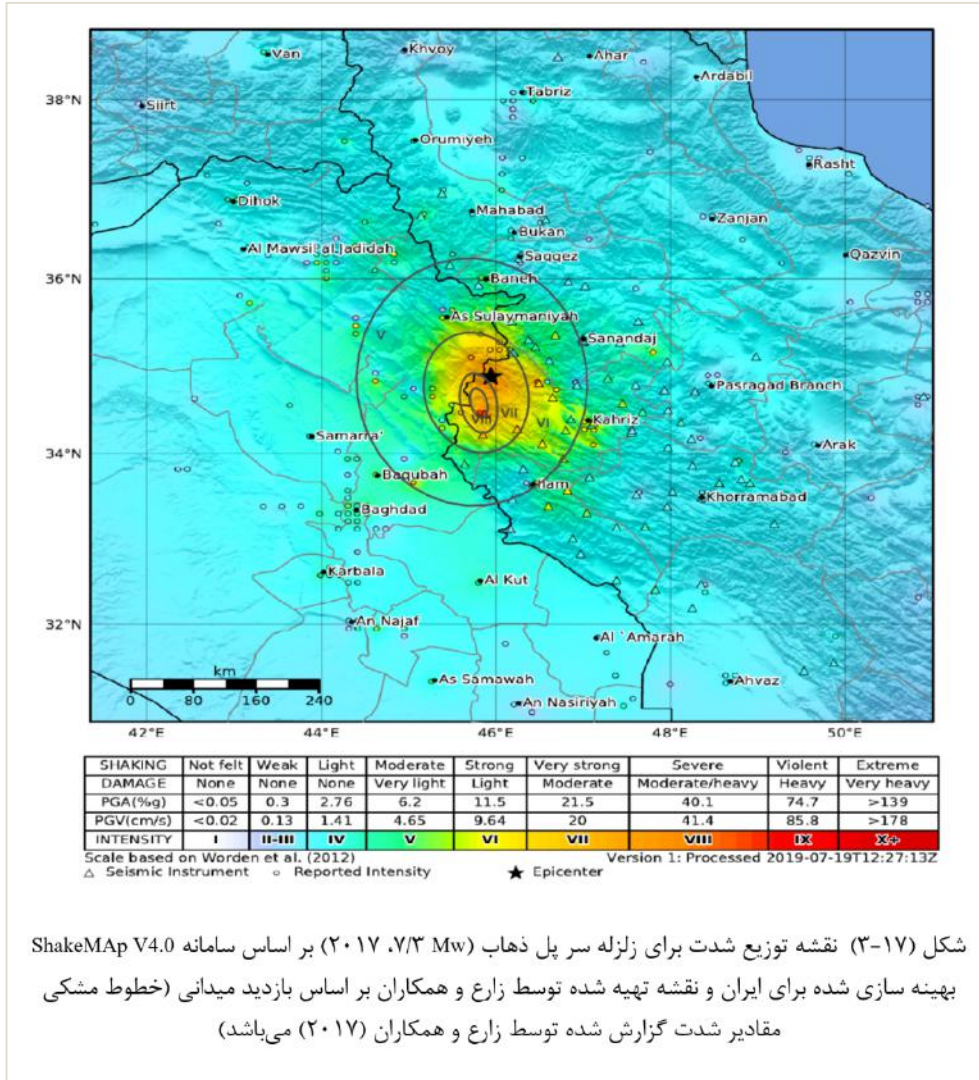 Van
Khvoy
Ahar
Ardabil
38°N
Siirt
Tabriz
Orumiyeh
Rasht
Dihok
Mahabad
Zanjan
Bukan
Al Mawsil al Jadidah
Saqqez
Qazvin
36°N
Baneh
As Sulaymaniyah
V
Sanandaj
Pasragad Branch
VII
VIII
VI
Kahriz
Samarra'
Arak
34°N
Baqubah
Ilam
Khorramabad
Baghdad
Karbala
Al Kut
32°N
An Najaf
Al `Amarah
km
As Samawah
Ahvaz
0 80 160 240
An Nasiriyah
42°E 44°E 46°E 48°E 50°E
SHAKING Not felt Weak Light Moderate Strong Very strong Severe Violent Extreme
DAMAGE None None None Very light Light Moderate Moderate/heavy Heavy Very heavy
PGA(%g) <0.05 0.3 2.76 6.2 11.5 21.5 40.1 74.7 >139
PGV(cm/s) <0.02 0.13 1.41 4.65 9.64 20 41.4 85.8 >178
INTENSITY I II-III IV V VI VII VIII IX X+
Scale based on Worden et al. (2012) Version 1: Processed 2019-07-19T12:27:13Z
△ Seismic Instrument ○ Reported Intensity ★ Epicenter
شکل (۱۷-۳) نقشه توزیع شدت برای زلزله سر پل ذهاب (Mw ۷/۳، ۲۰۱۷) بر اساس سامانه ShakeMAp V4.0
بهینه سازی شده برای ایران و نقشه تهیه شده توسط زارع و همکاران بر اساس بازدید میدانی (خطوط مشکی
مقادیر شدت گزارش شده توسط زارع و همکاران (۲۰۱۷) می‌باشد)